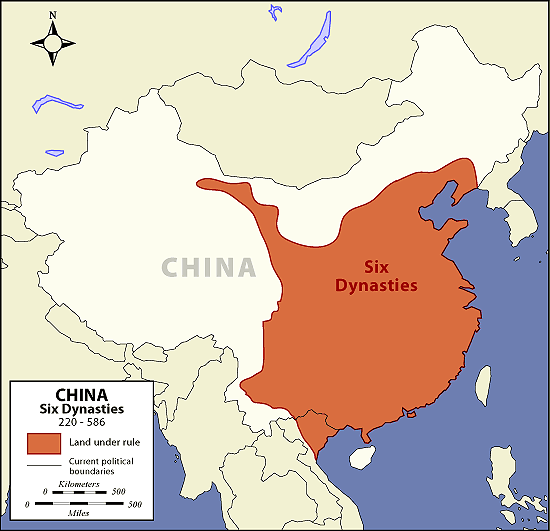 N
CHINA
Six
Dynasties
CHINA
Six Dynasties
220 - 586
Land under rule
Current political
boundaries
Kilometers
0 500
0 500
Miles